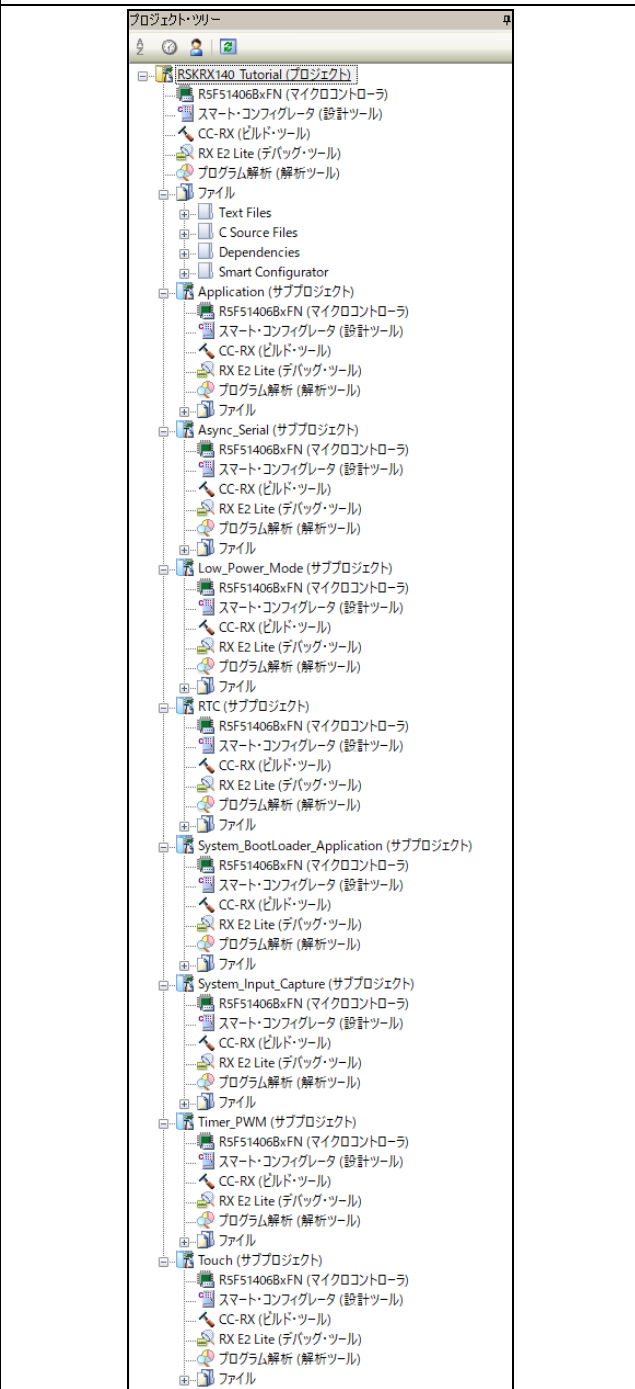 プロジェクト・ツリー
RSKRX140_Tutorial (プロジェクト)
R5F51406BxFN (マイクロコントローラ)
スマート・コンフィグレータ (設計ツール)
CC-RX (ビルド・ツール)
RX E2 Lite (デバッグ・ツール)
プログラム解析 (解析ツール)
ファイル
Text Files
C Source Files
Dependencies
Smart Configurator
Application (サブプロジェクト)
R5F51406BxFN (マイクロコントローラ)
スマート・コンフィグレータ (設計ツール)
CC-RX (ビルド・ツール)
RX E2 Lite (デバッグ・ツール)
プログラム解析 (解析ツール)
ファイル
Async_Serial (サブプロジェクト)
R5F51406BxFN (マイクロコントローラ)
スマート・コンフィグレータ (設計ツール)
CC-RX (ビルド・ツール)
RX E2 Lite (デバッグ・ツール)
プログラム解析 (解析ツール)
ファイル
Low_Power_Mode (サブプロジェクト)
R5F51406BxFN (マイクロコントローラ)
スマート・コンフィグレータ (設計ツール)
CC-RX (ビルド・ツール)
RX E2 Lite (デバッグ・ツール)
プログラム解析 (解析ツール)
ファイル
RTC (サブプロジェクト)
R5F51406BxFN (マイクロコントローラ)
スマート・コンフィグレータ (設計ツール)
CC-RX (ビルド・ツール)
RX E2 Lite (デバッグ・ツール)
プログラム解析 (解析ツール)
ファイル
System_BootLoader_Application (サブプロジェクト)
R5F51406BxFN (マイクロコントローラ)
スマート・コンフィグレータ (設計ツール)
CC-RX (ビルド・ツール)
RX E2 Lite (デバッグ・ツール)
プログラム解析 (解析ツール)
ファイル
System_Input_Capture (サブプロジェクト)
R5F51406BxFN (マイクロコントローラ)
スマート・コンフィグレータ (設計ツール)
CC-RX (ビルド・ツール)
RX E2 Lite (デバッグ・ツール)
プログラム解析 (解析ツール)
ファイル
Timer_PWM (サブプロジェクト)
R5F51406BxFN (マイクロコントローラ)
スマート・コンフィグレータ (設計ツール)
CC-RX (ビルド・ツール)
RX E2 Lite (デバッグ・ツール)
プログラム解析 (解析ツール)
ファイル
Touch (サブプロジェクト)
R5F51406BxFN (マイクロコントローラ)
スマート・コンフィグレータ (設計ツール)
CC-RX (ビルド・ツール)
RX E2 Lite (デバッグ・ツール)
プログラム解析 (解析ツール)
ファイル